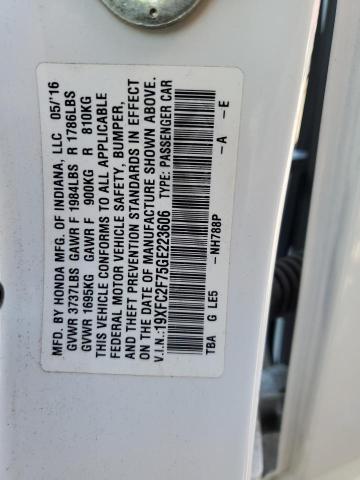 MFD. BY HONDA MFG. OF INDIANA, LLC 05/'16
GVWR 3737LBS GAWR F 1984LBS R 1786LBS
GVWR 1695KG GAWR F 900KG R 810KG
THIS VEHICLE CONFORMS TO ALL APPLICABLE
FEDERAL MOTOR VEHICLE SAFETY, BUMPER,
AND THEFT PREVENTION STANDARDS IN EFFECT
ON THE DATE OF MANUFACTURE SHOWN ABOVE.
V.I.N.:19XFC2F75GE223606 TYPE: PASSENGER CAR
-NH788P -A -E
TBA G LE5